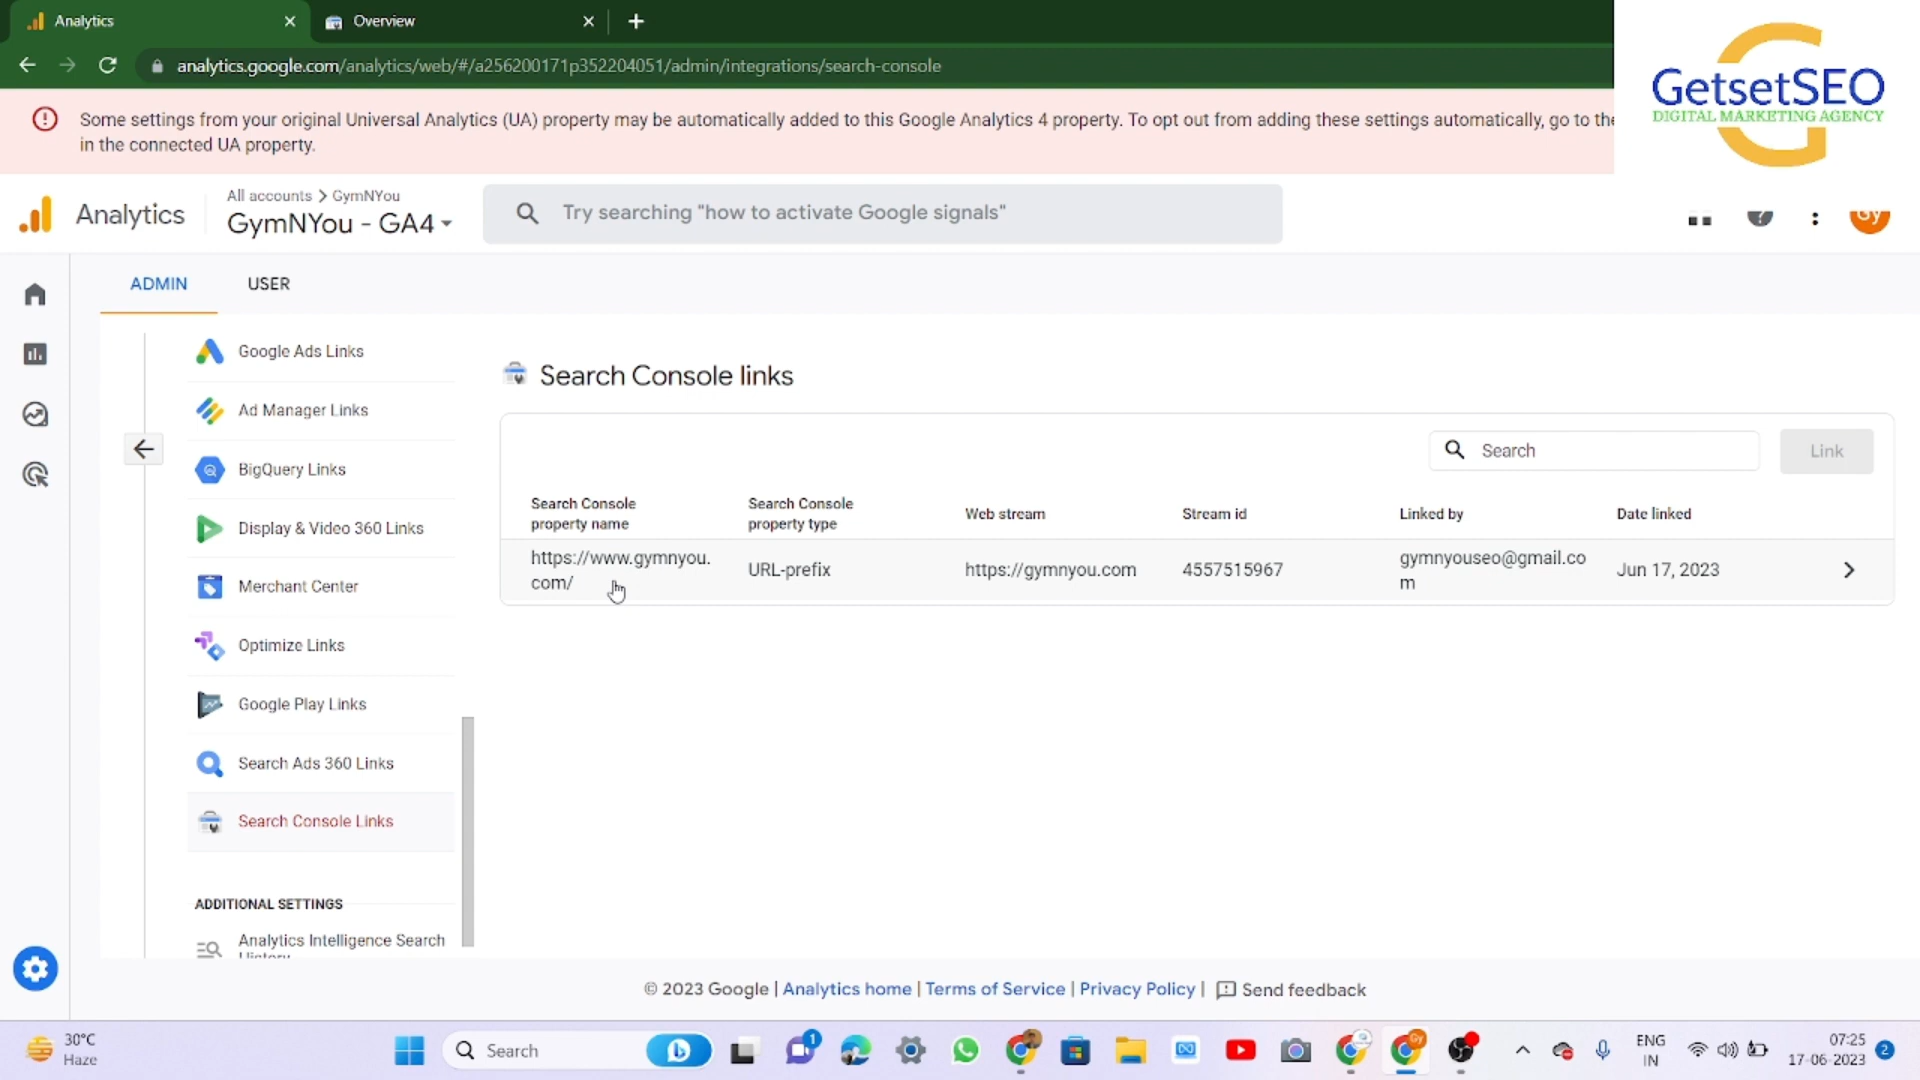 Analytics
Overview
analytics.google.com/analytics/web/#/a256200171p352204051/admin/integrations/search-console
GetsetSEO
DIGITAL MARKETING AGENCY
Some settings from your original Universal Analytics (UA) property may be automatically added to this Google Analytics 4 property. To opt out from adding these settings automatically, go to the
in the connected UA property.
Analytics
All accounts > GymNYou
GymNYou - GA4
Try searching "how to activate Google signals"
Gy
ADMIN
USER
Google Ads Links
Ad Manager Links
BigQuery Links
Display & Video 360 Links
Merchant Center
Optimize Links
Google Play Links
Search Ads 360 Links
Search Console Links
ADDITIONAL SETTINGS
Analytics Intelligence Search
History
Search Console links
Search
Link
Search Console
property name
Search Console
property type
Web stream
Stream id
Linked by
Date linked
https://www.gymnyou.
com/
URL-prefix
https://gymnyou.com
4557515967
gymnyouseo@gmail.co
m
Jun 17, 2023
© 2023 Google | Analytics home | Terms of Service | Privacy Policy | Send feedback
30°C
Haze
Search
1
Gy
ENG
IN
07:25
17-06-2023
2